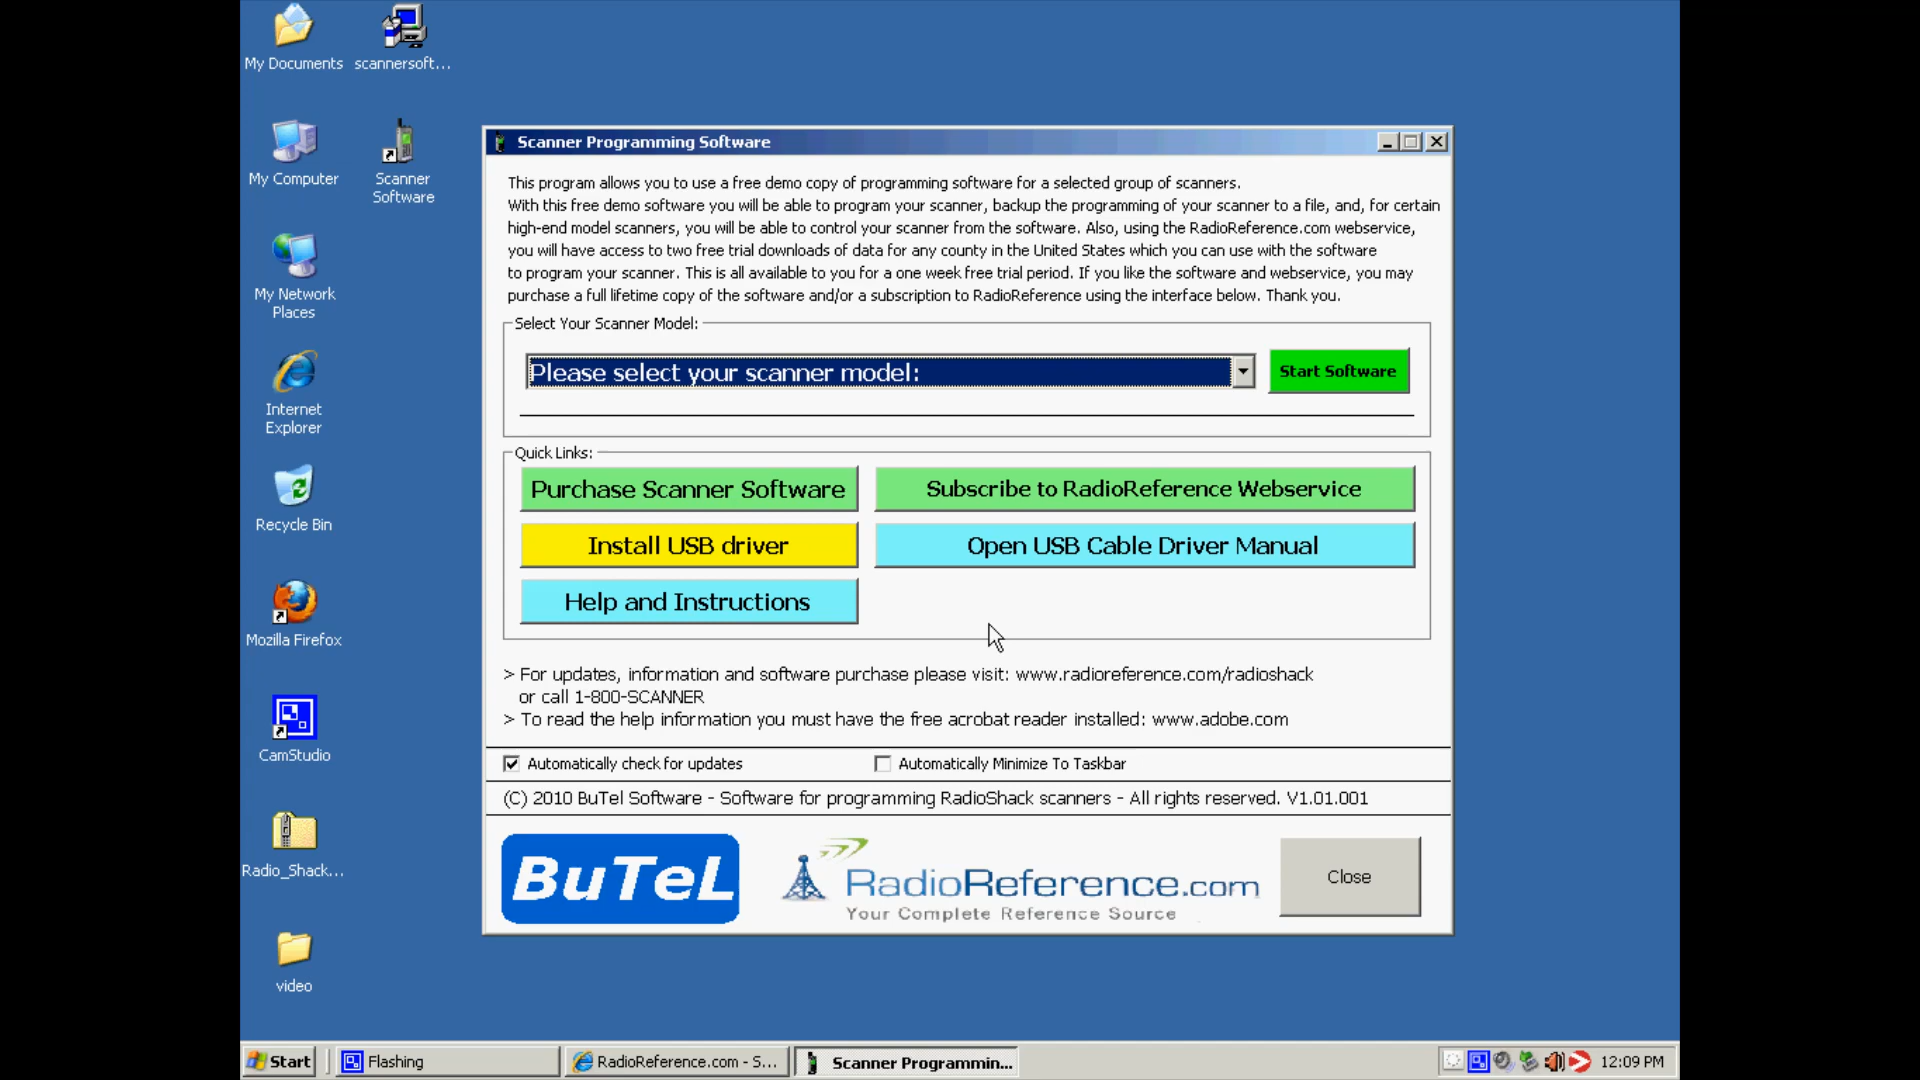 My Documents
scannersoft...
My Computer
Scanner
Software
My Network
Places
Internet
Explorer
Recycle Bin
Mozilla Firefox
CamStudio
Radio_Shack...
video
Scanner Programming Software
This program allows you to use a free demo copy of programming software for a selected group of scanners.
With this free demo software you will be able to program your scanner, backup the programming of your scanner to a file, and, for certain
high-end model scanners, you will be able to control your scanner from the software. Also, using the RadioReference.com webservice,
you will have access to two free trial downloads of data for any county in the United States which you can use with the software
to program your scanner. This is all available to you for a one week free trial period. If you like the software and webservice, you may
purchase a full lifetime copy of the software and/or a subscription to RadioReference using the interface below. Thank you.
Select Your Scanner Model:
Please select your scanner model:
Start Software
Quick Links:
Purchase Scanner Software
Subscribe to RadioReference Webservice
Install USB driver
Open USB Cable Driver Manual
Help and Instructions
> For updates, information and software purchase please visit: www.radioreference.com/radioshack
or call 1-800-SCANNER
> To read the help information you must have the free acrobat reader installed: www.adobe.com
Automatically check for updates
Automatically Minimize To Taskbar
(C) 2010 BuTel Software - Software for programming RadioShack scanners - All rights reserved. V1.01.001
BuTeL
RadioReference.com
Your Complete Reference Source
Close
Start
Flashing
RadioReference.com - S...
Scanner Programmin...
12:09 PM